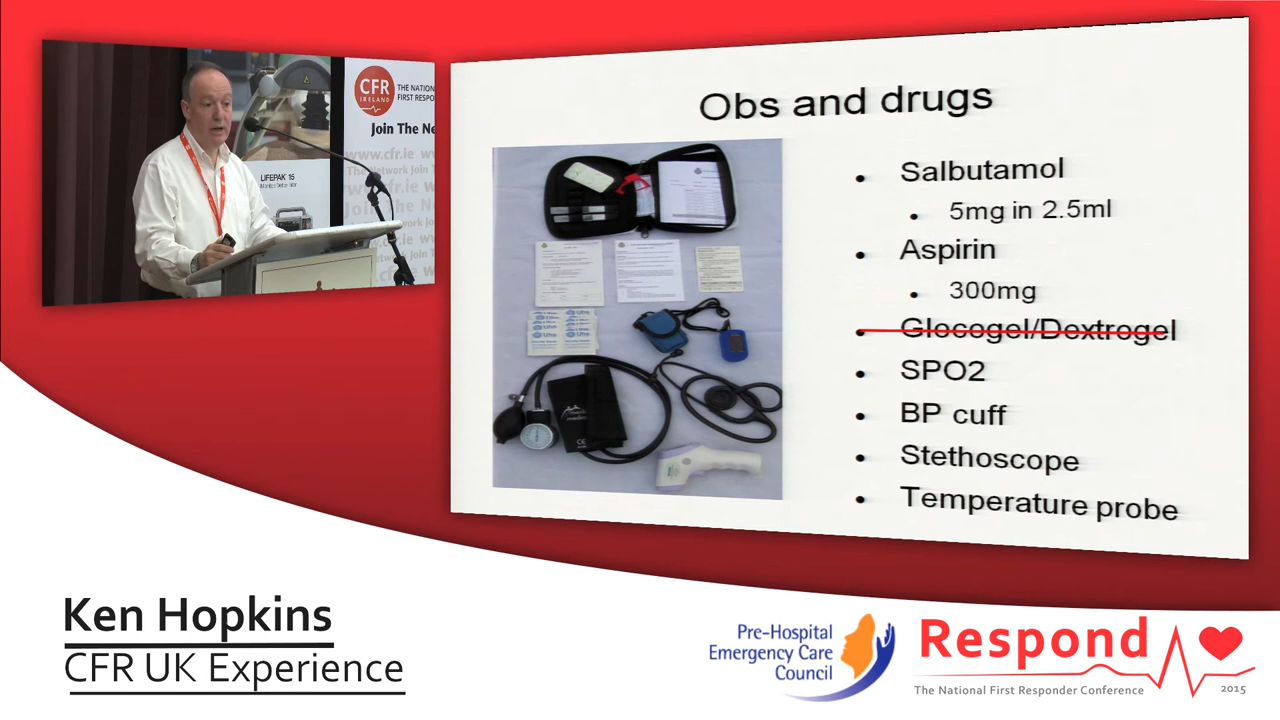 CFR
IRELAND
THE NATION
FIRST RESPON
Join The Ne
www.cfr.ie
LIFEPAK 15
Obs and drugs
Salbutamol
5mg in 2.5ml
Aspirin
300mg
Glocogel/Dextrogel
SPO2
BP cuff
Stethoscope
Temperature probe
Ken Hopkins
CFR UK Experience
Pre-Hospital
Emergency Care
Council
Respond
The National First Responder Conference
2015